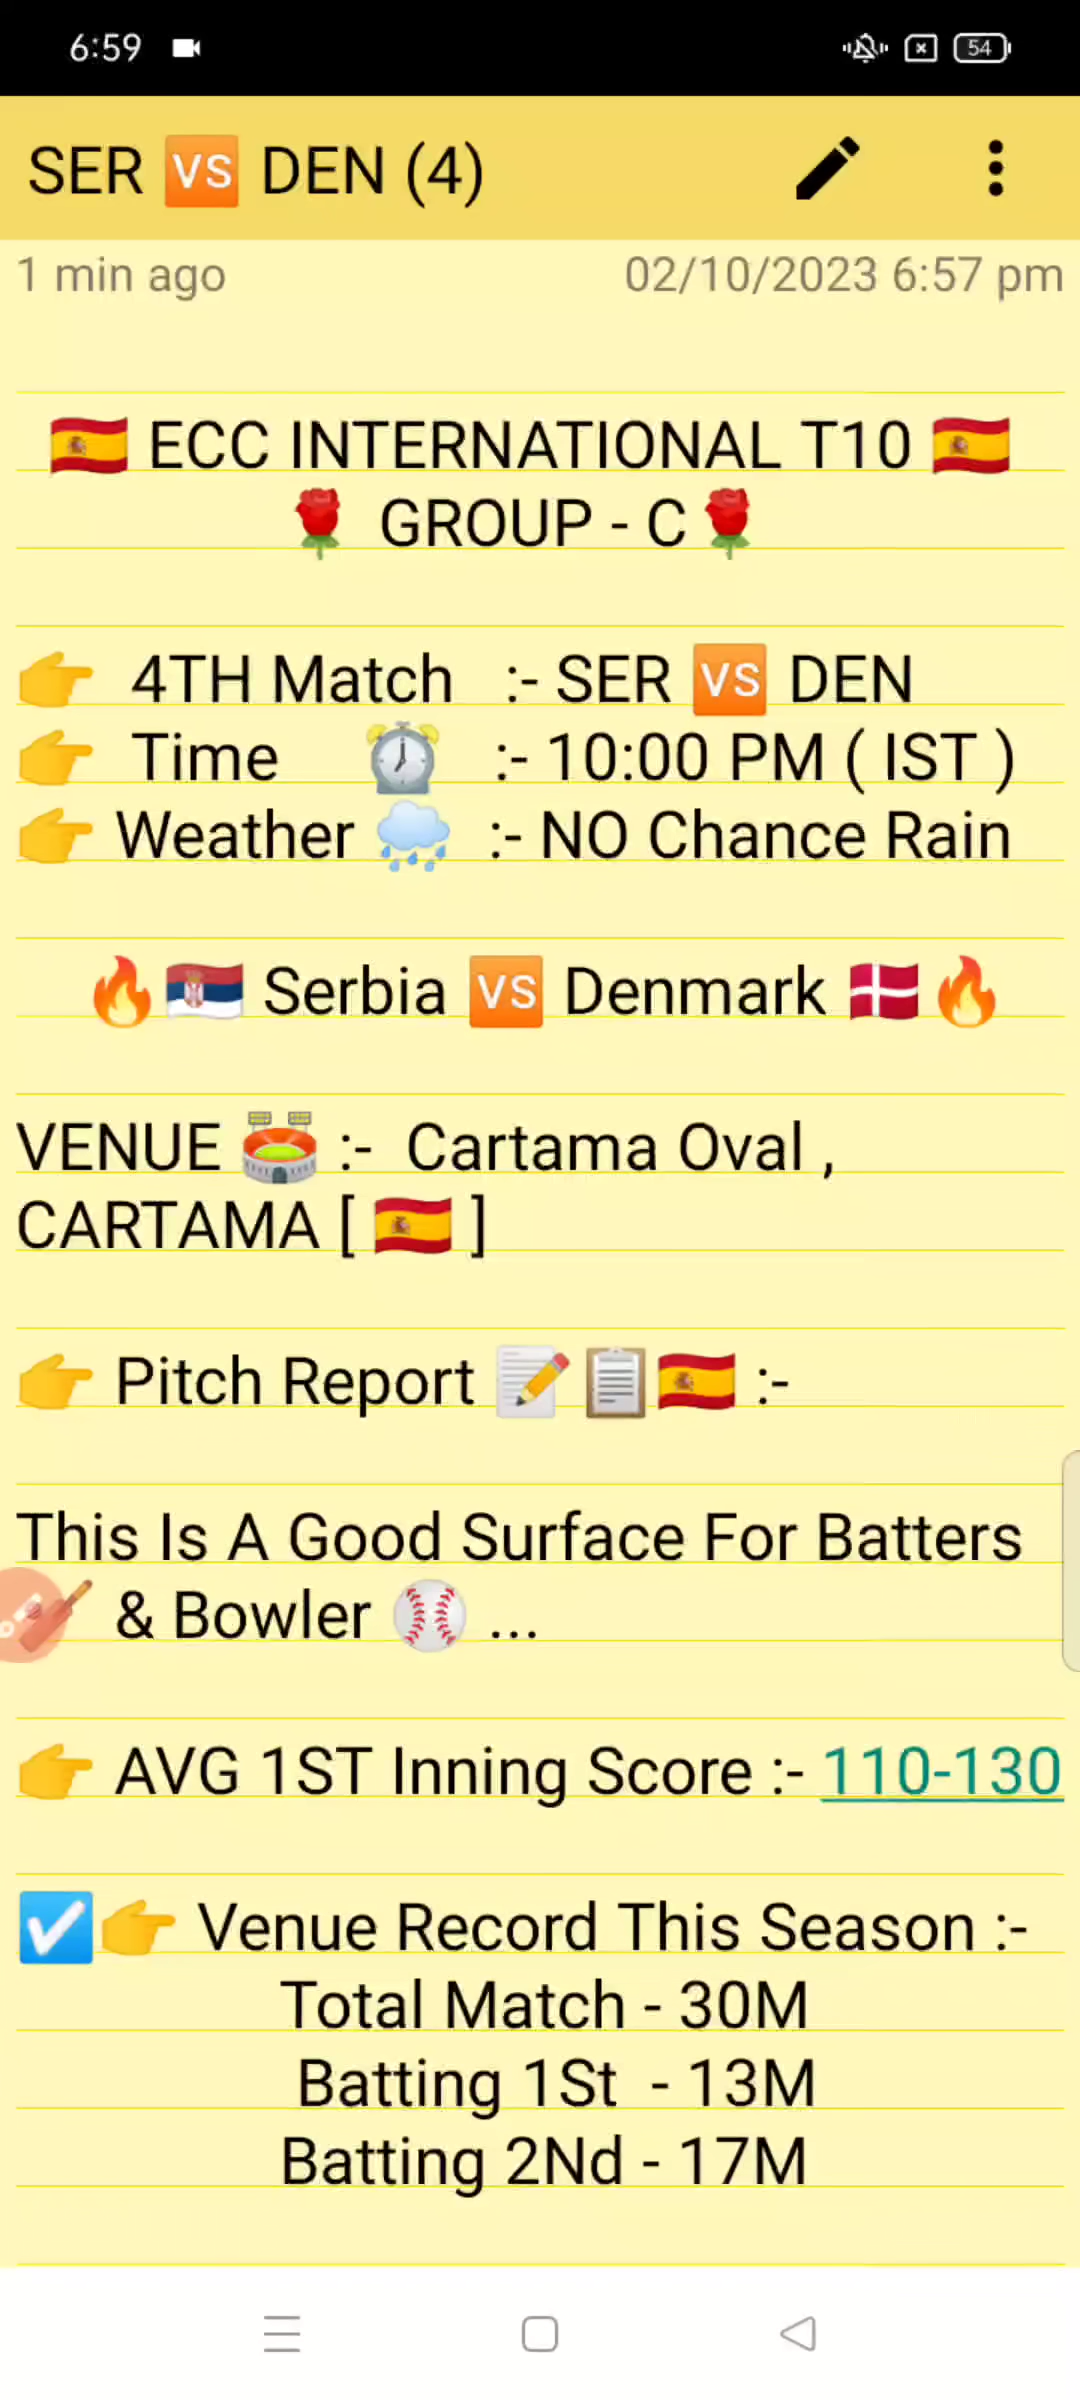 6:59
54
SER 🆚 DEN (4)
1 min ago 02/10/2023 6:57 pm
🇪🇸 ECC INTERNATIONAL T10 🇪🇸
🌹 GROUP - C🌹
👉 4TH Match :- SER 🆚 DEN
👉 Time ⏰ :- 10:00 PM ( IST )
👉 Weather 🌧️ :- NO Chance Rain
🔥🇷🇸 Serbia 🆚 Denmark 🇩🇰🔥
VENUE 🏟️ :- Cartama Oval ,
CARTAMA [ 🇪🇸 ]
👉 Pitch Report 📝📋🇪🇸 :-
This Is A Good Surface For Batters
& Bowler ⚾ ...
👉 AVG 1ST Inning Score :- 110-130
☑️👉 Venue Record This Season :-
Total Match - 30M
Batting 1St - 13M
Batting 2Nd - 17M